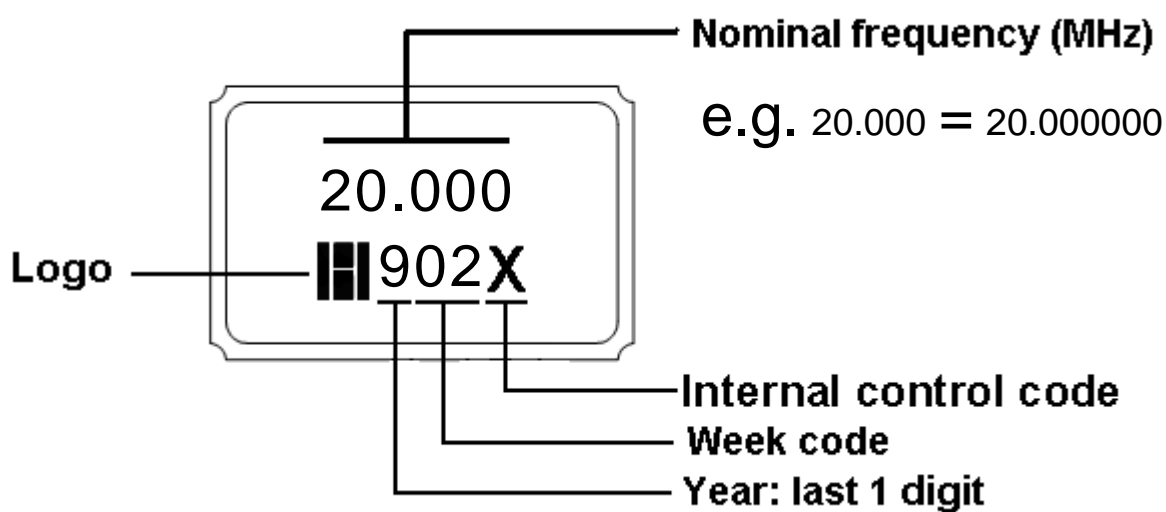 Nominal frequency (MHz)
e.g. 20.000 = 20.000000
20.000
Logo
902X
Internal control code
Week code
Year: last 1 digit